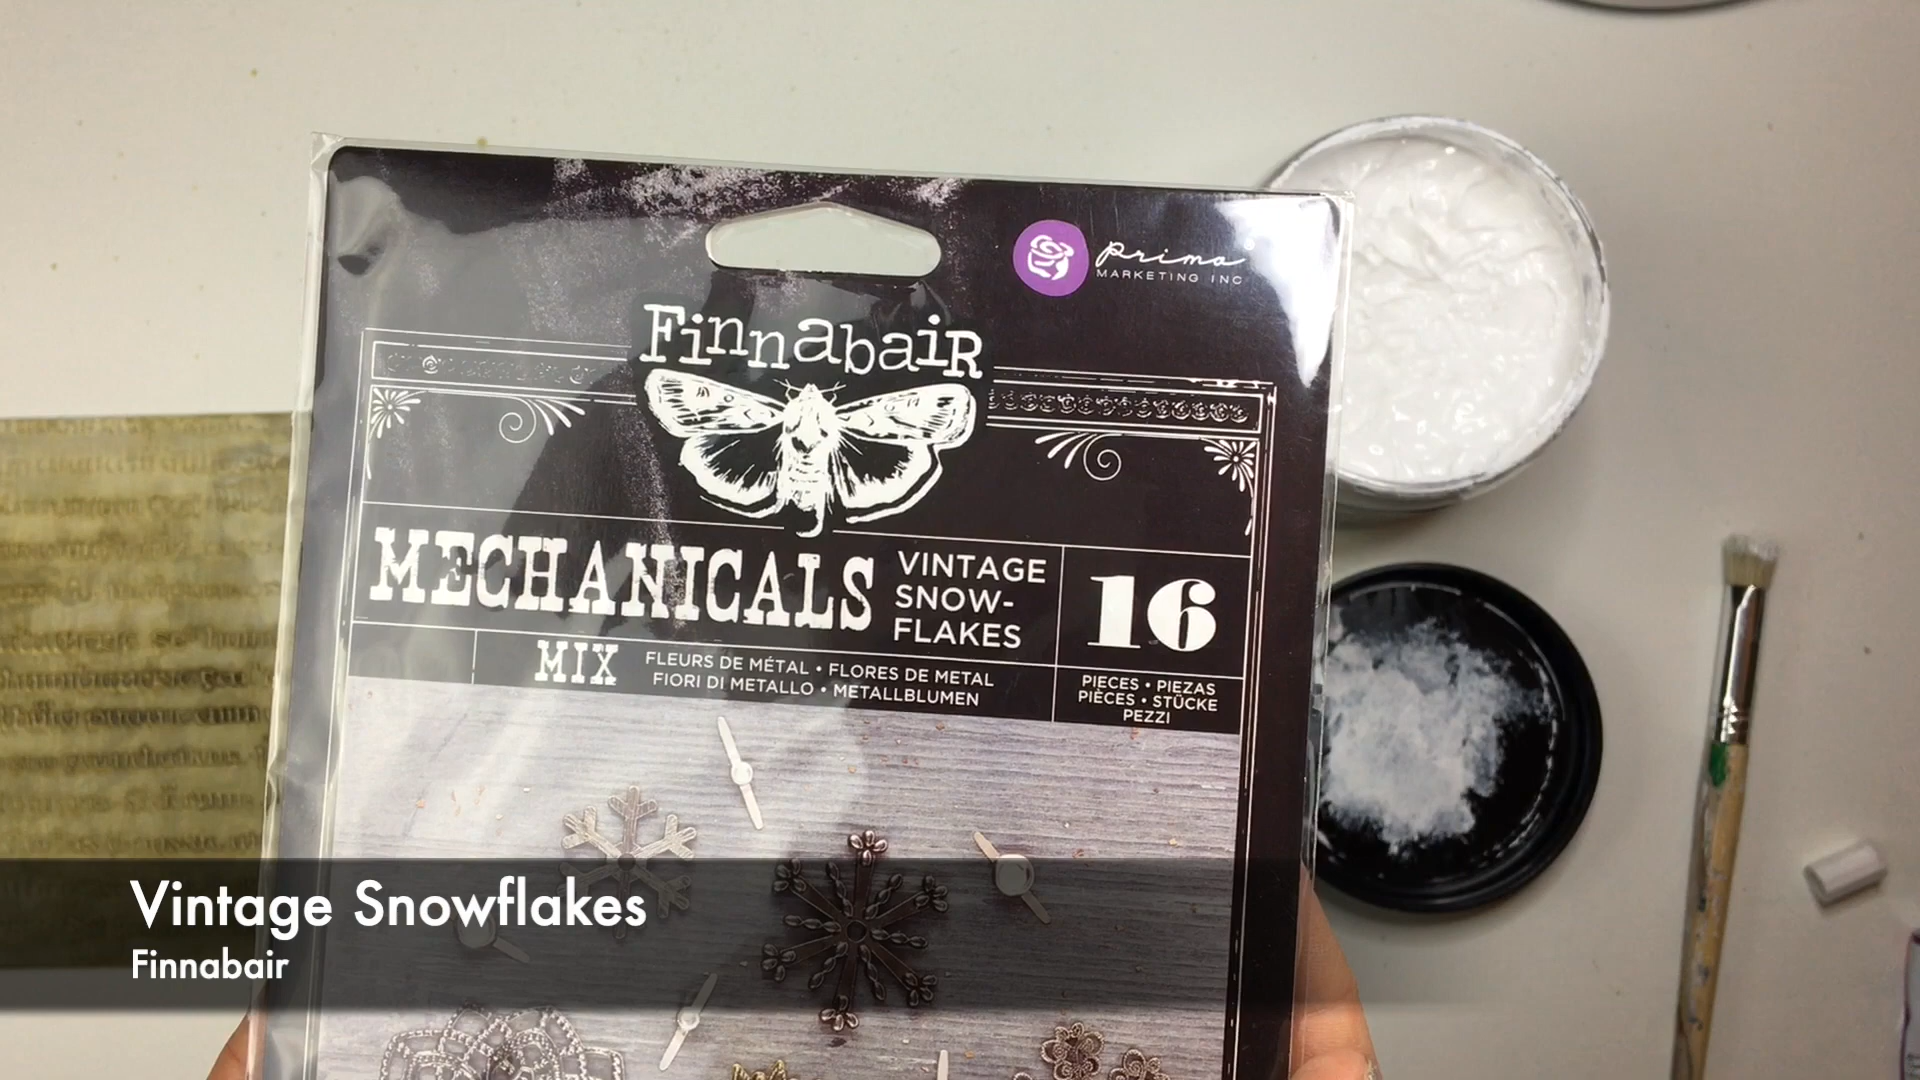 prima®
MARKETING INC
FinnabaiR
MECHANICALS
VINTAGE
SNOW-
FLAKES
16
MIX
FLEURS DE MÉTAL • FLORES DE METAL
FIORI DI METALLO • METALLBLUMEN
PIECES • PIEZAS
PIÈCES • STÜCKE
PEZZI
Vintage Snowflakes
Finnabair